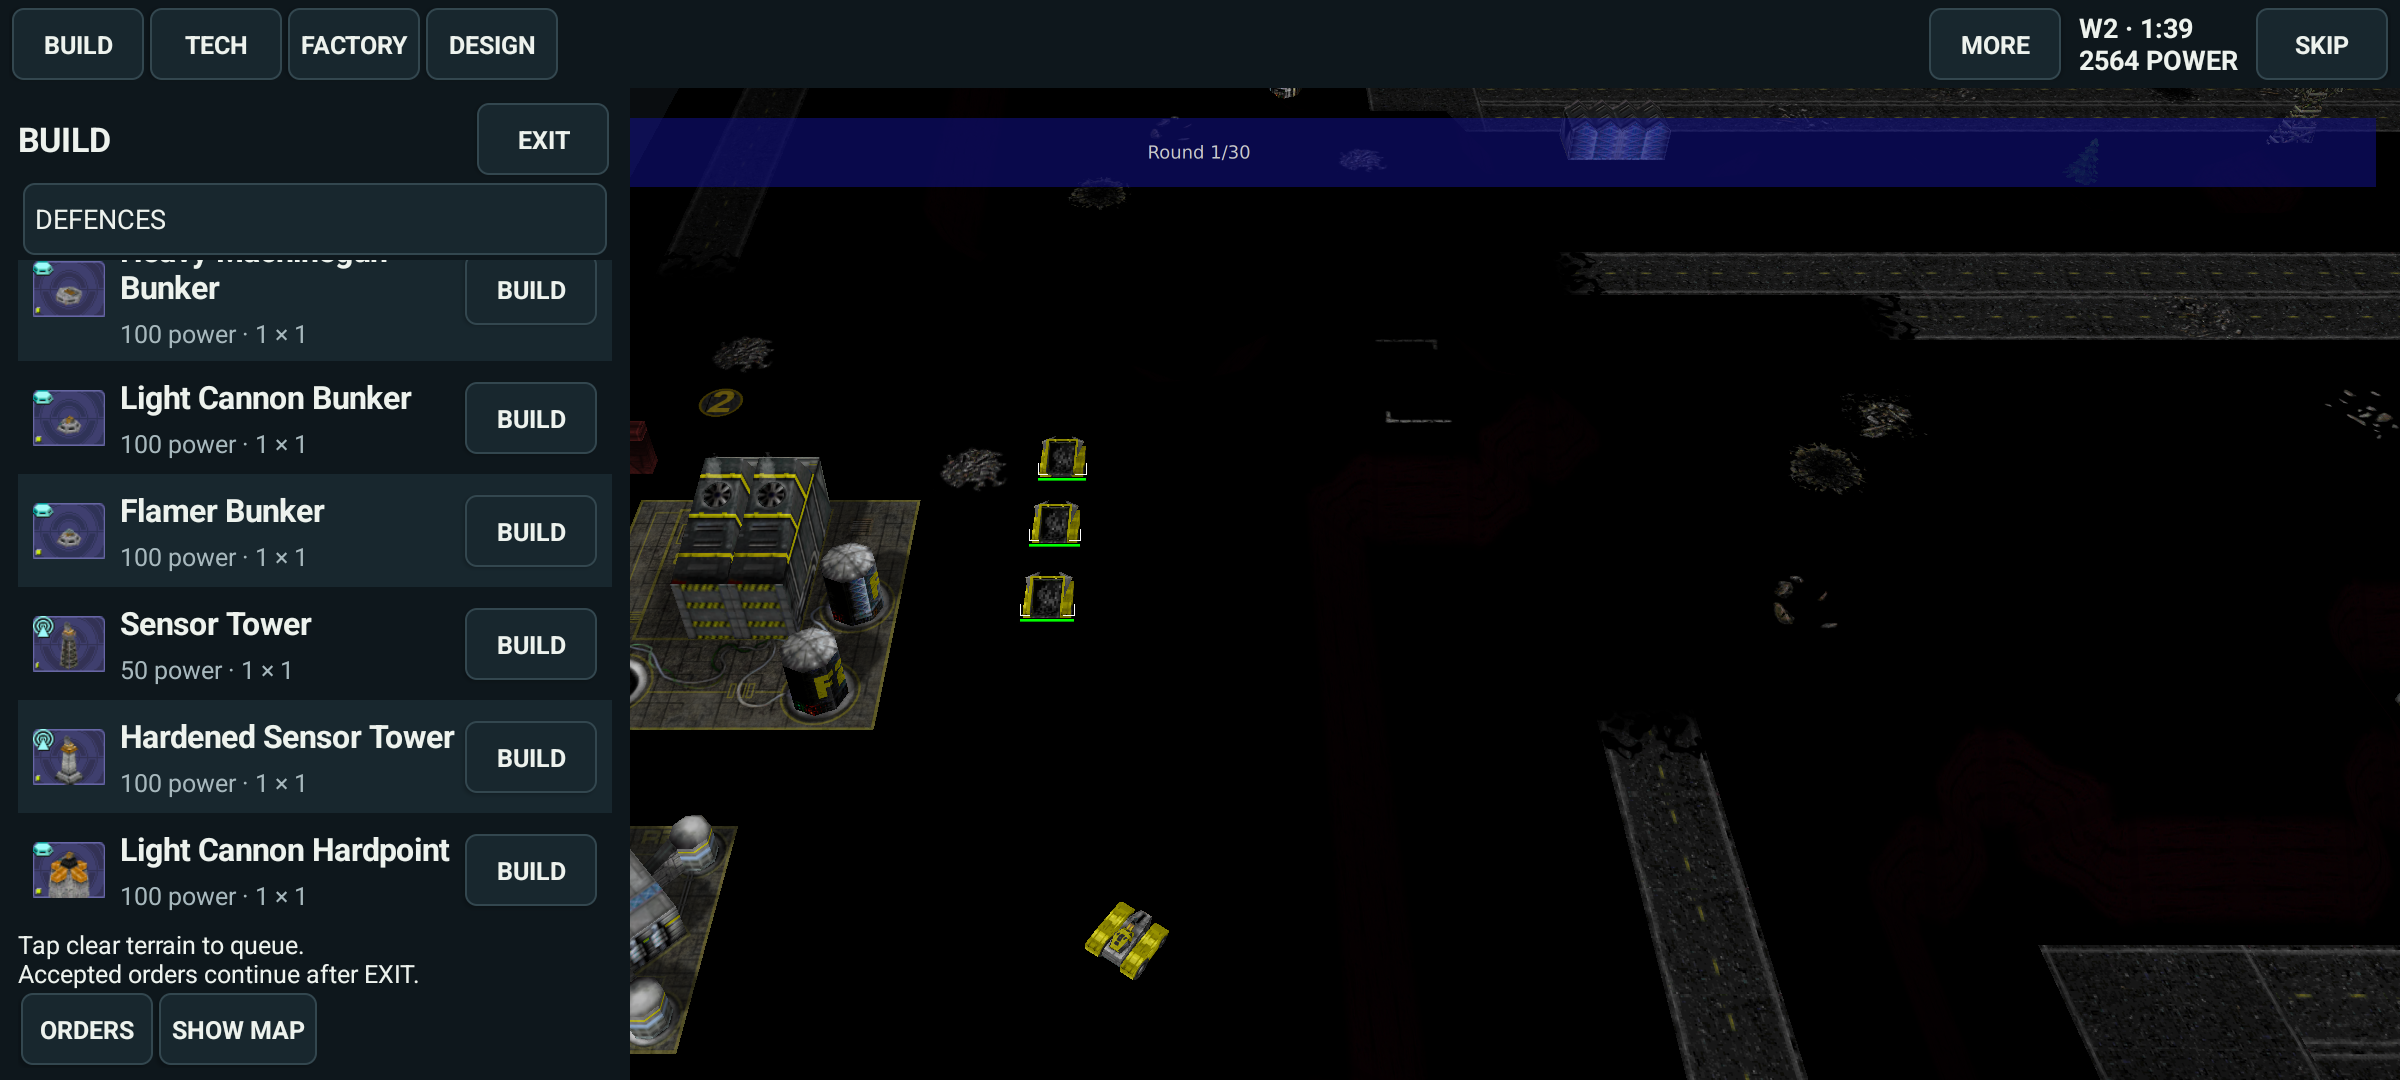 BUILD
TECH
FACTORY
DESIGN
MORE
W2 · 1:39
2564 POWER
SKIP
BUILD
EXIT
DEFENCES
Round 1/30
Heavy Machinegun
Bunker
100 power · 1 × 1
BUILD
Light Cannon Bunker
100 power · 1 × 1
BUILD
Flamer Bunker
100 power · 1 × 1
BUILD
Sensor Tower
50 power · 1 × 1
BUILD
Hardened Sensor Tower
100 power · 1 × 1
BUILD
Light Cannon Hardpoint
100 power · 1 × 1
BUILD
Tap clear terrain to queue.
Accepted orders continue after EXIT.
ORDERS
SHOW MAP
2